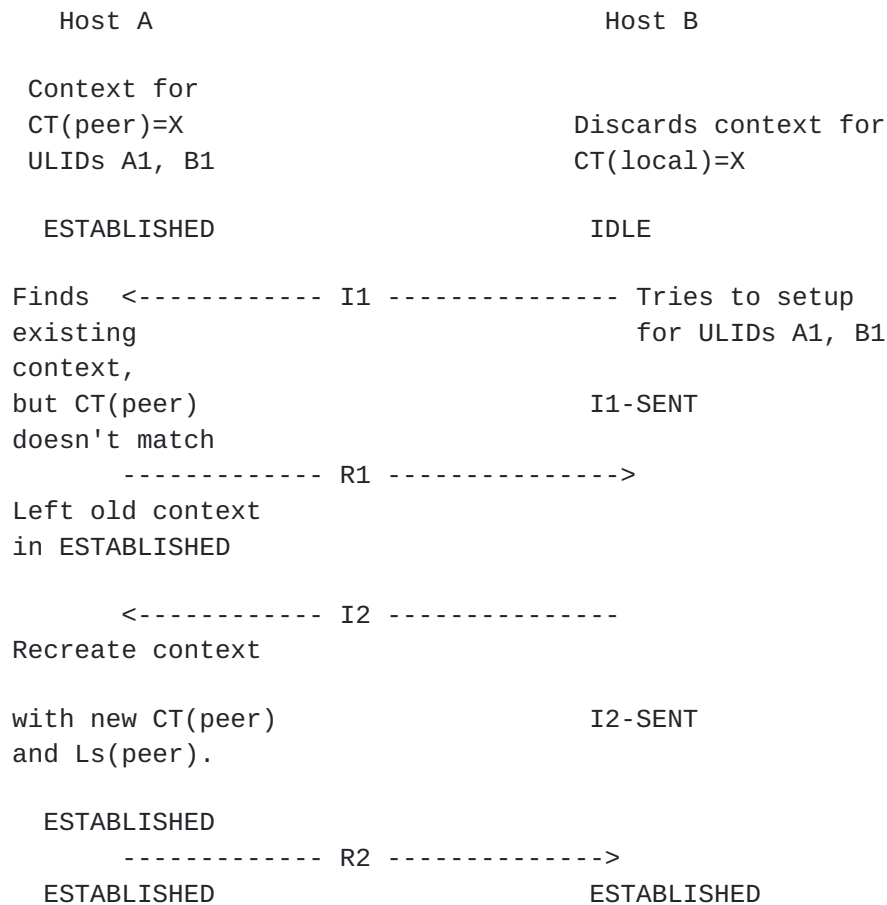 Host A                                      Host B
Context for
CT(peer)=X                         Discards context for
ULIDs A1, B1                       CT(local)=X
ESTABLISHED                        IDLE
Finds  <------------ I1 --------------- Tries to setup
existing                                for ULIDs A1, B1
context,
but CT(peer)                         I1-SENT
doesn't match
------------- R1 --------------->
Left old context
in ESTABLISHED
<------------ I2 ---------------
Recreate context
with new CT(peer)                    I2-SENT
and Ls(peer).
ESTABLISHED
------------- R2 -------------->
ESTABLISHED                        ESTABLISHED